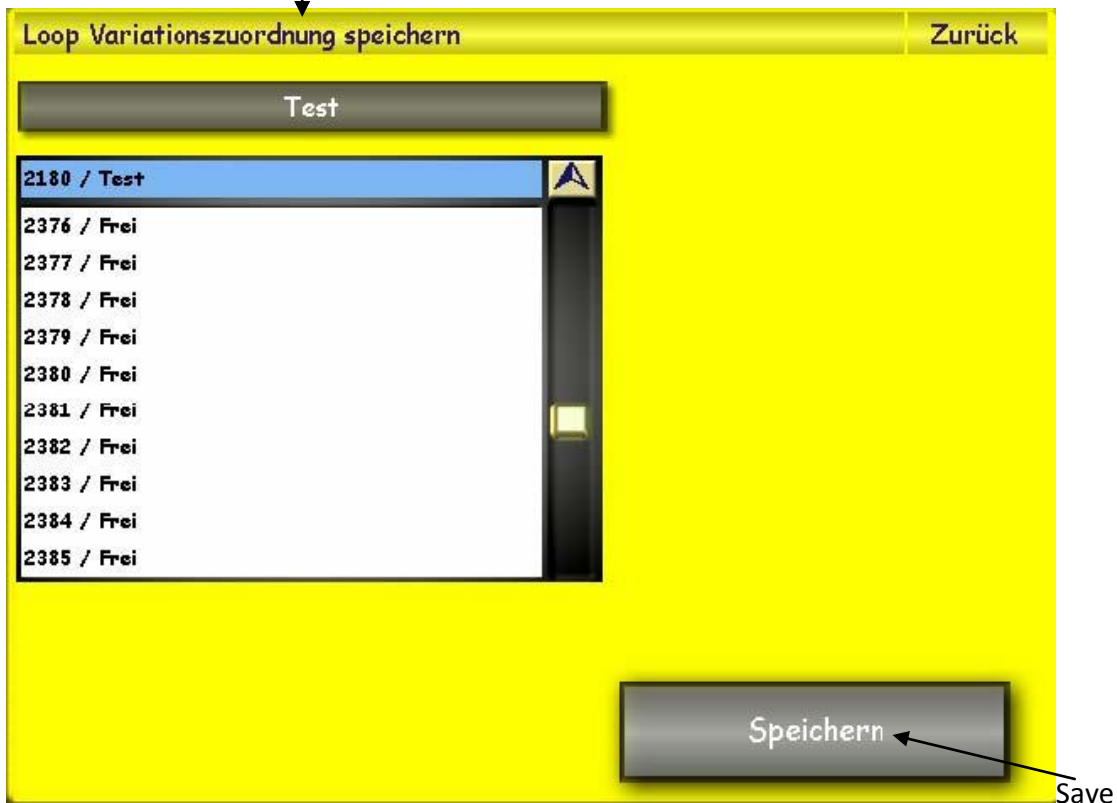 Loop Variationszuordnung speichern
Zurück
Test
2180 / Test
2376 / Frei
2377 / Frei
2378 / Frei
2379 / Frei
2380 / Frei
2381 / Frei
2382 / Frei
2383 / Frei
2384 / Frei
2385 / Frei
Speichern
Save